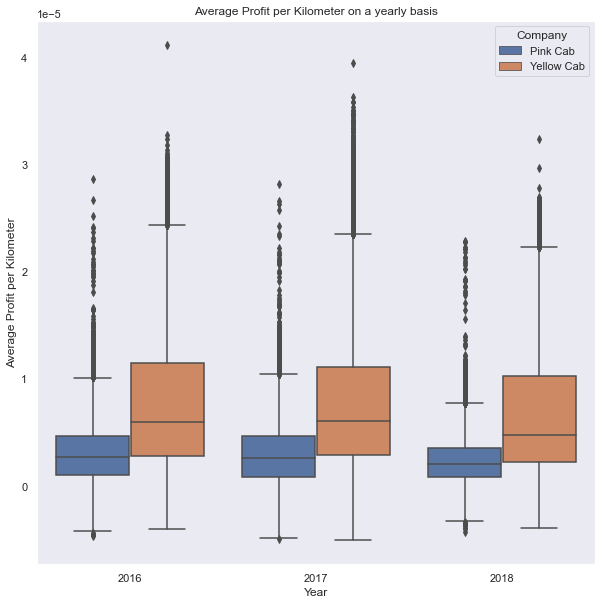 Average Profit per Kilometer on a yearly basis
1e−5
Company
Pink Cab
Yellow Cab
4
3
2
1
0
Average Profit per Kilometer
2016
2017
2018
Year